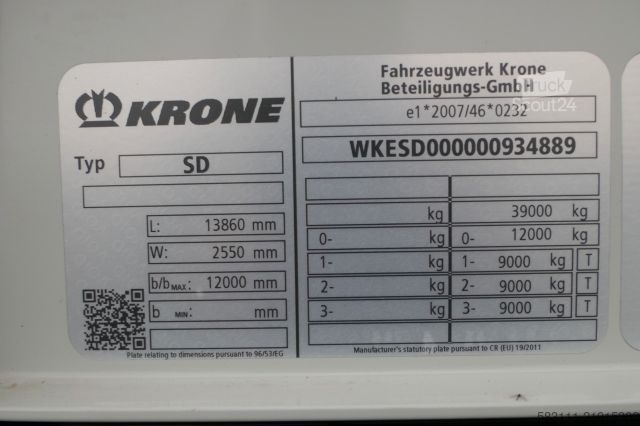 KRONE
Typ SD
L: 13860 mm
W: 2550 mm
b/b MAX: 12000 mm
b MIN: mm
Plate relating to dimensions pursuant to 96/53/EG
Fahrzeugwerk Krone
Beteiligungs-GmbH
e1*2007/46*0232
WKESD000000934889
kg 39000 kg
0- kg 0- 12000 kg
1- kg 1- 9000 kg T
2- kg 2- 9000 kg T
3- kg 3- 9000 kg T
Manufacturer's statutory plate pursuant to CR (EU) 19/2011
Truck
Scout24